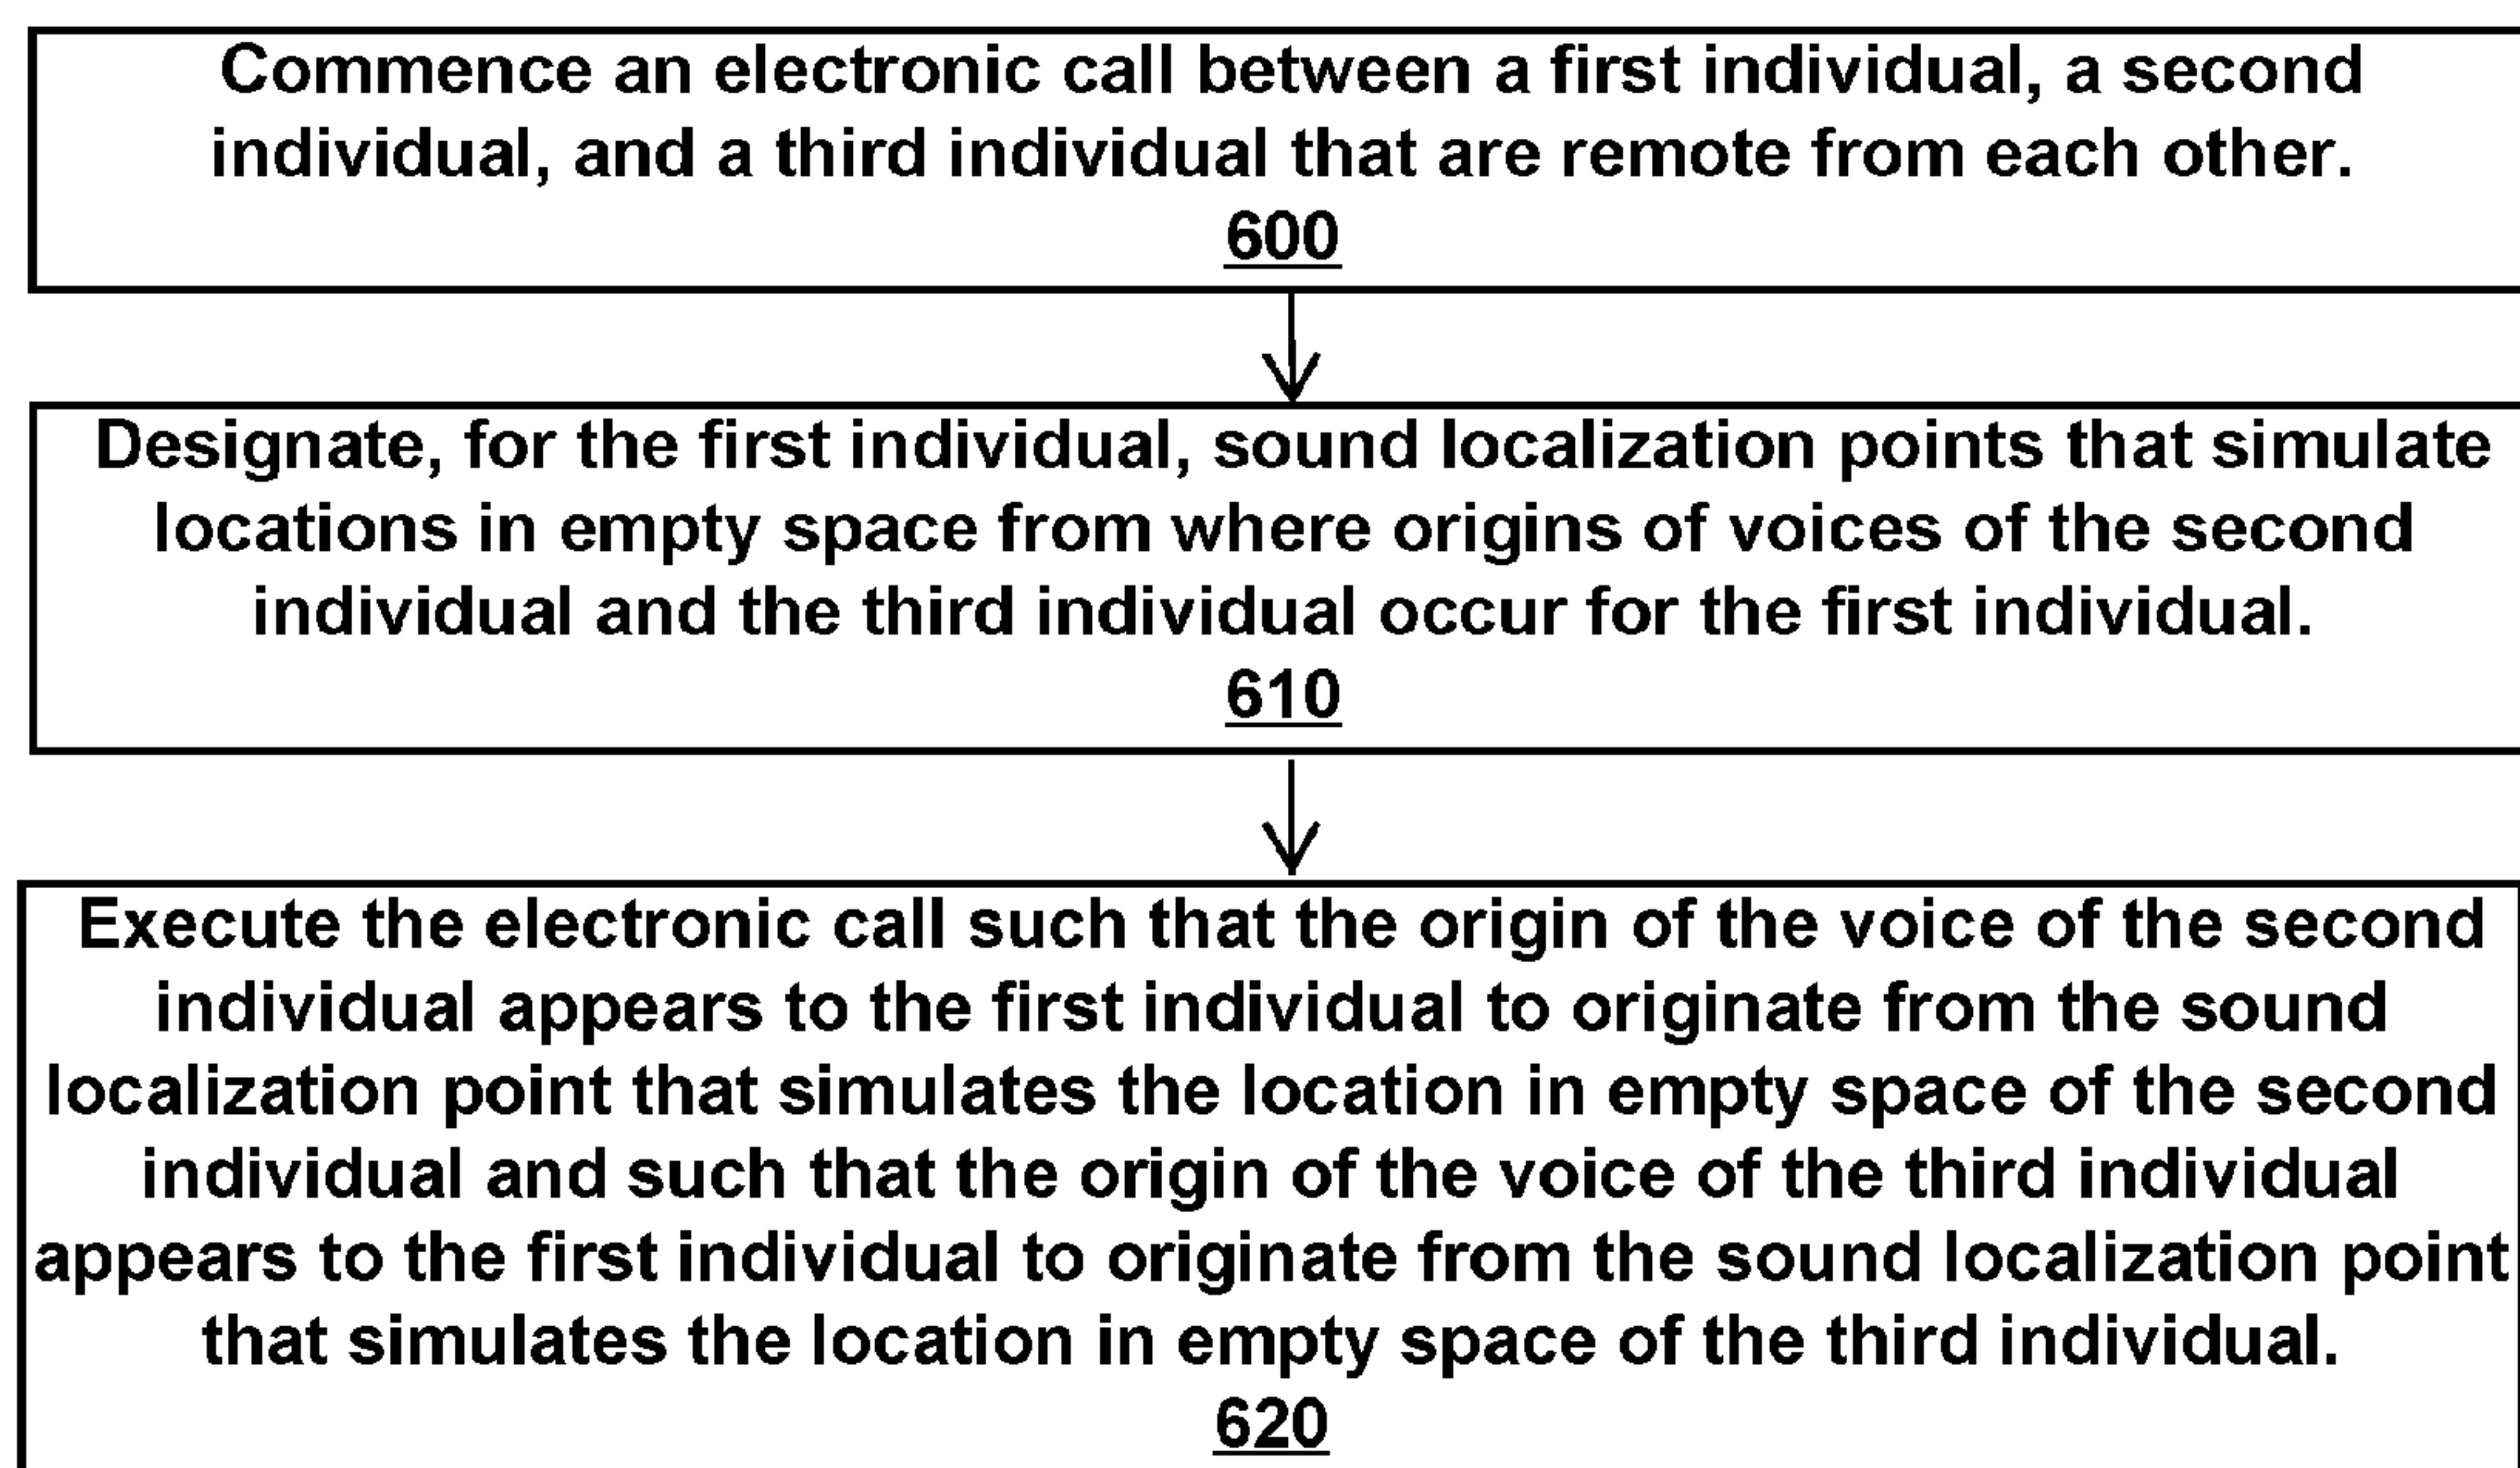 Commence an electronic call between a first individual, a second
individual, and a third individual that are remote from each other.
600
Designate, for the first individual, sound localization points that simulate
locations in empty space from where origins of voices of the second
individual and the third individual occur for the first individual.
610
Execute the electronic call such that the origin of the voice of the second
individual appears to the first individual to originate from the sound
localization point that simulates the location in empty space of the second
individual and such that the origin of the voice of the third individual
appears to the first individual to originate from the sound localization point
that simulates the location in empty space of the third individual.
620